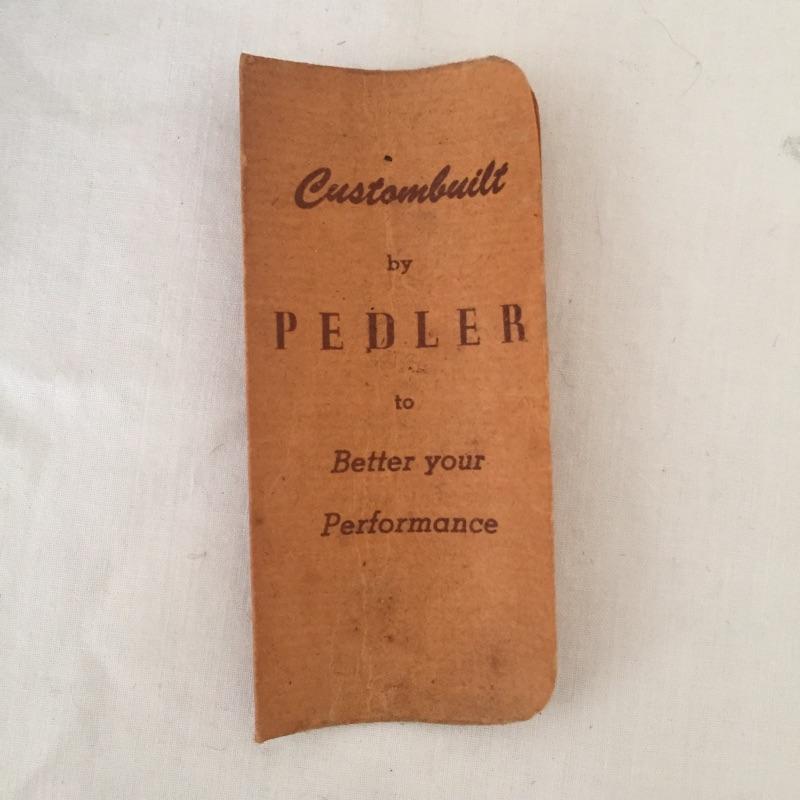 Custombuilt
by
PEDLER
to
Better your
Performance